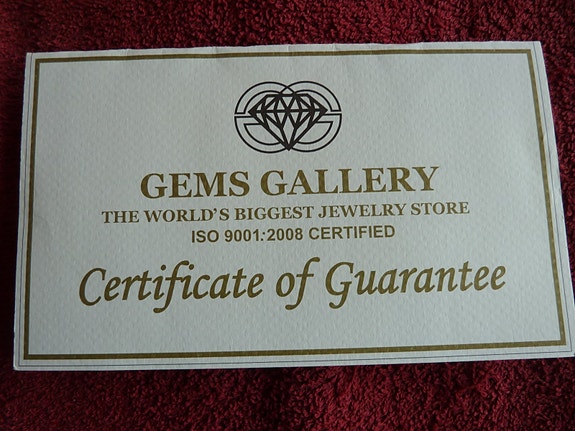 GEMS GALLERY
THE WORLD'S BIGGEST JEWELRY STORE
ISO 9001:2008 CERTIFIED
Certificate of Guarantee